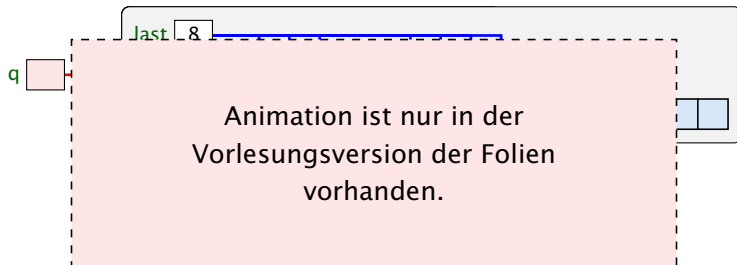 last 8
q
Animation ist nur in der
Vorlesungsversion der Folien
vorhanden.